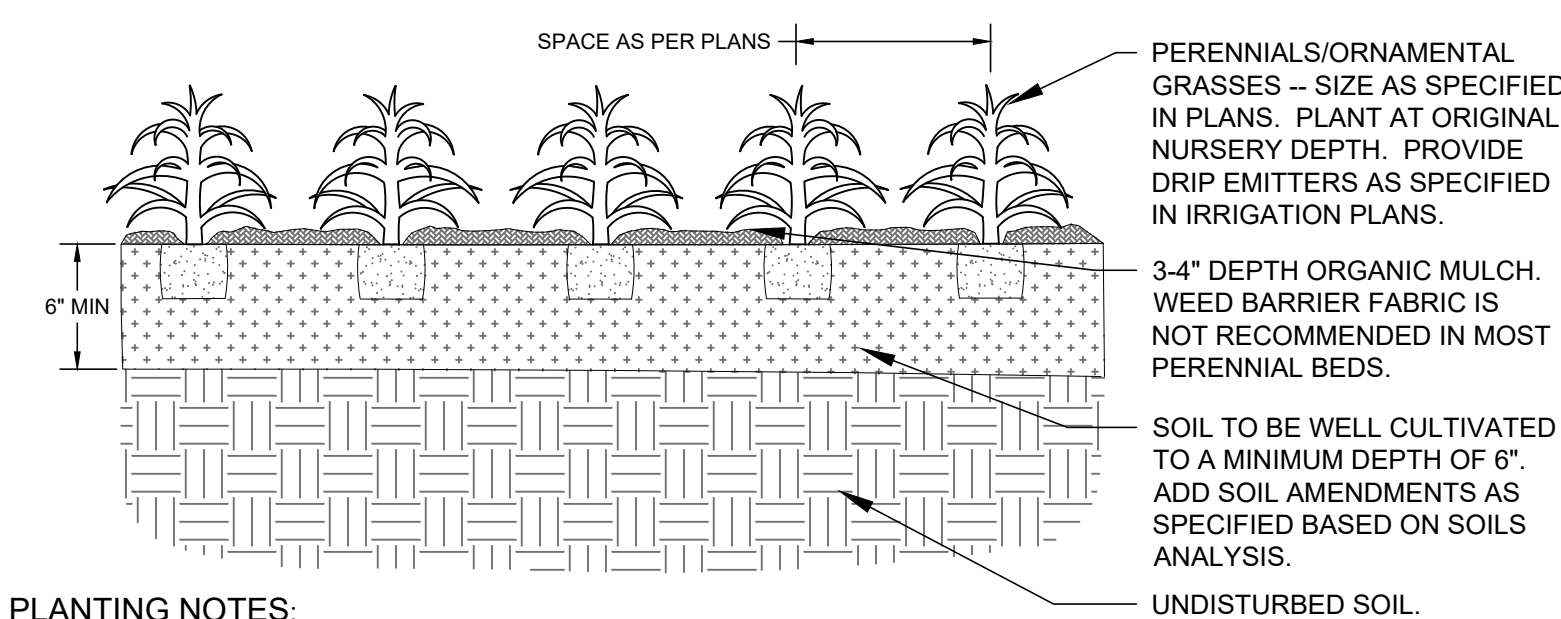 SPACE AS PER PLANS
PERENNIALS/ORNAMENTAL
GRASSES -- SIZE AS SPECIFIED
IN PLANS. PLANT AT ORIGINAL
NURSERY DEPTH. PROVIDE
DRIP EMITTERS AS SPECIFIED
IN IRRIGATION PLANS.
6" MIN
3-4" DEPTH ORGANIC MULCH.
WEED BARRIER FABRIC IS
NOT RECOMMENDED IN MOST
PERENNIAL BEDS.
SOIL TO BE WELL CULTIVATED
TO A MINIMUM DEPTH OF 6".
ADD SOIL AMENDMENTS AS
SPECIFIED BASED ON SOILS
ANALYSIS.
UNDISTURBED SOIL.
PLANTING NOTES: